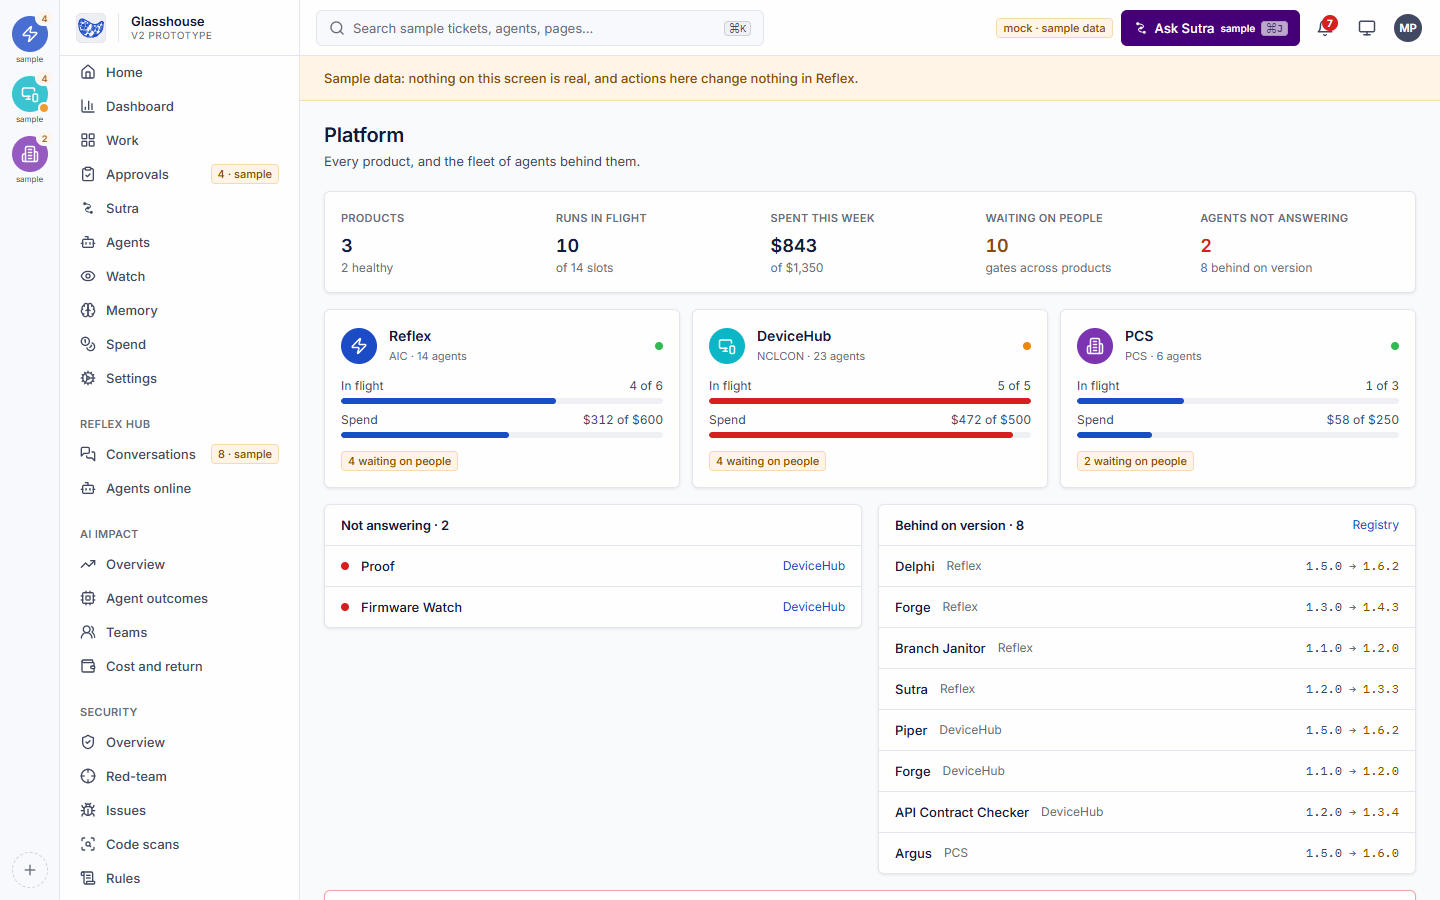 4
sample
4
sample
2
sample
Glasshouse
V2 PROTOTYPE
Home
Dashboard
Work
Approvals 4 · sample
Sutra
Agents
Watch
Memory
Spend
Settings
REFLEX HUB
Conversations 8 · sample
Agents online
AI IMPACT
Overview
Agent outcomes
Teams
Cost and return
SECURITY
Overview
Red-team
Issues
Code scans
Rules
Search sample tickets, agents, pages... ⌘K
mock · sample data
Ask Sutra sample ⌘J
7
MP
Sample data: nothing on this screen is real, and actions here change nothing in Reflex.
Platform
Every product, and the fleet of agents behind them.
PRODUCTS
3
2 healthy
RUNS IN FLIGHT
10
of 14 slots
SPENT THIS WEEK
$843
of $1,350
WAITING ON PEOPLE
10
gates across products
AGENTS NOT ANSWERING
2
8 behind on version
Reflex
AIC · 14 agents
In flight 4 of 6
Spend $312 of $600
4 waiting on people
DeviceHub
NCLCON · 23 agents
In flight 5 of 5
Spend $472 of $500
4 waiting on people
PCS
PCS · 6 agents
In flight 1 of 3
Spend $58 of $250
2 waiting on people
Not answering · 2
Proof DeviceHub
Firmware Watch DeviceHub
Behind on version · 8 Registry
Delphi Reflex 1.5.0 → 1.6.2
Forge Reflex 1.3.0 → 1.4.3
Branch Janitor Reflex 1.1.0 → 1.2.0
Sutra Reflex 1.2.0 → 1.3.3
Piper DeviceHub 1.5.0 → 1.6.2
Forge DeviceHub 1.1.0 → 1.2.0
API Contract Checker DeviceHub 1.2.0 → 1.3.4
Argus PCS 1.5.0 → 1.6.0